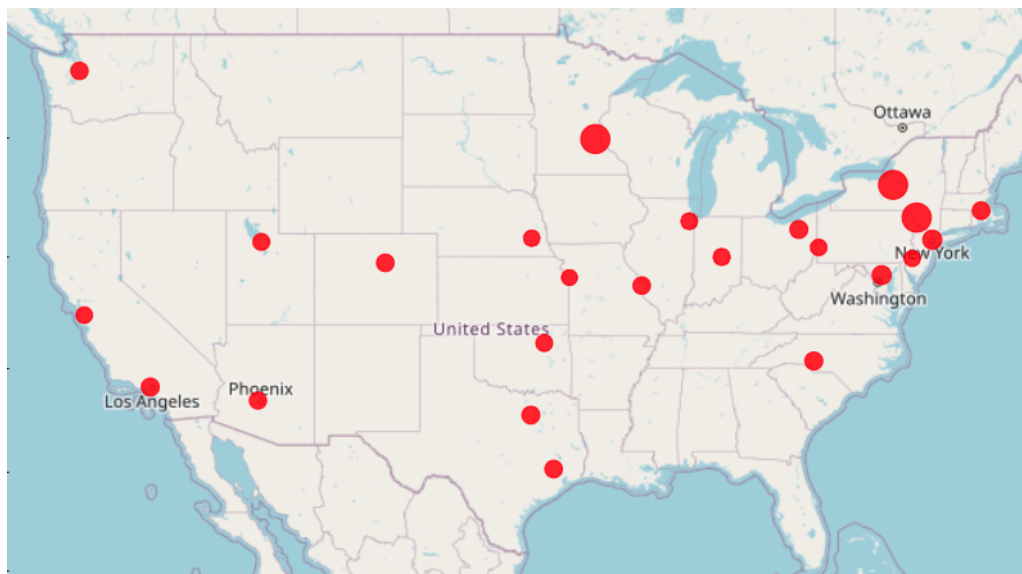 Ottawa
New York
Washington
United States
Phoenix
Los Angeles